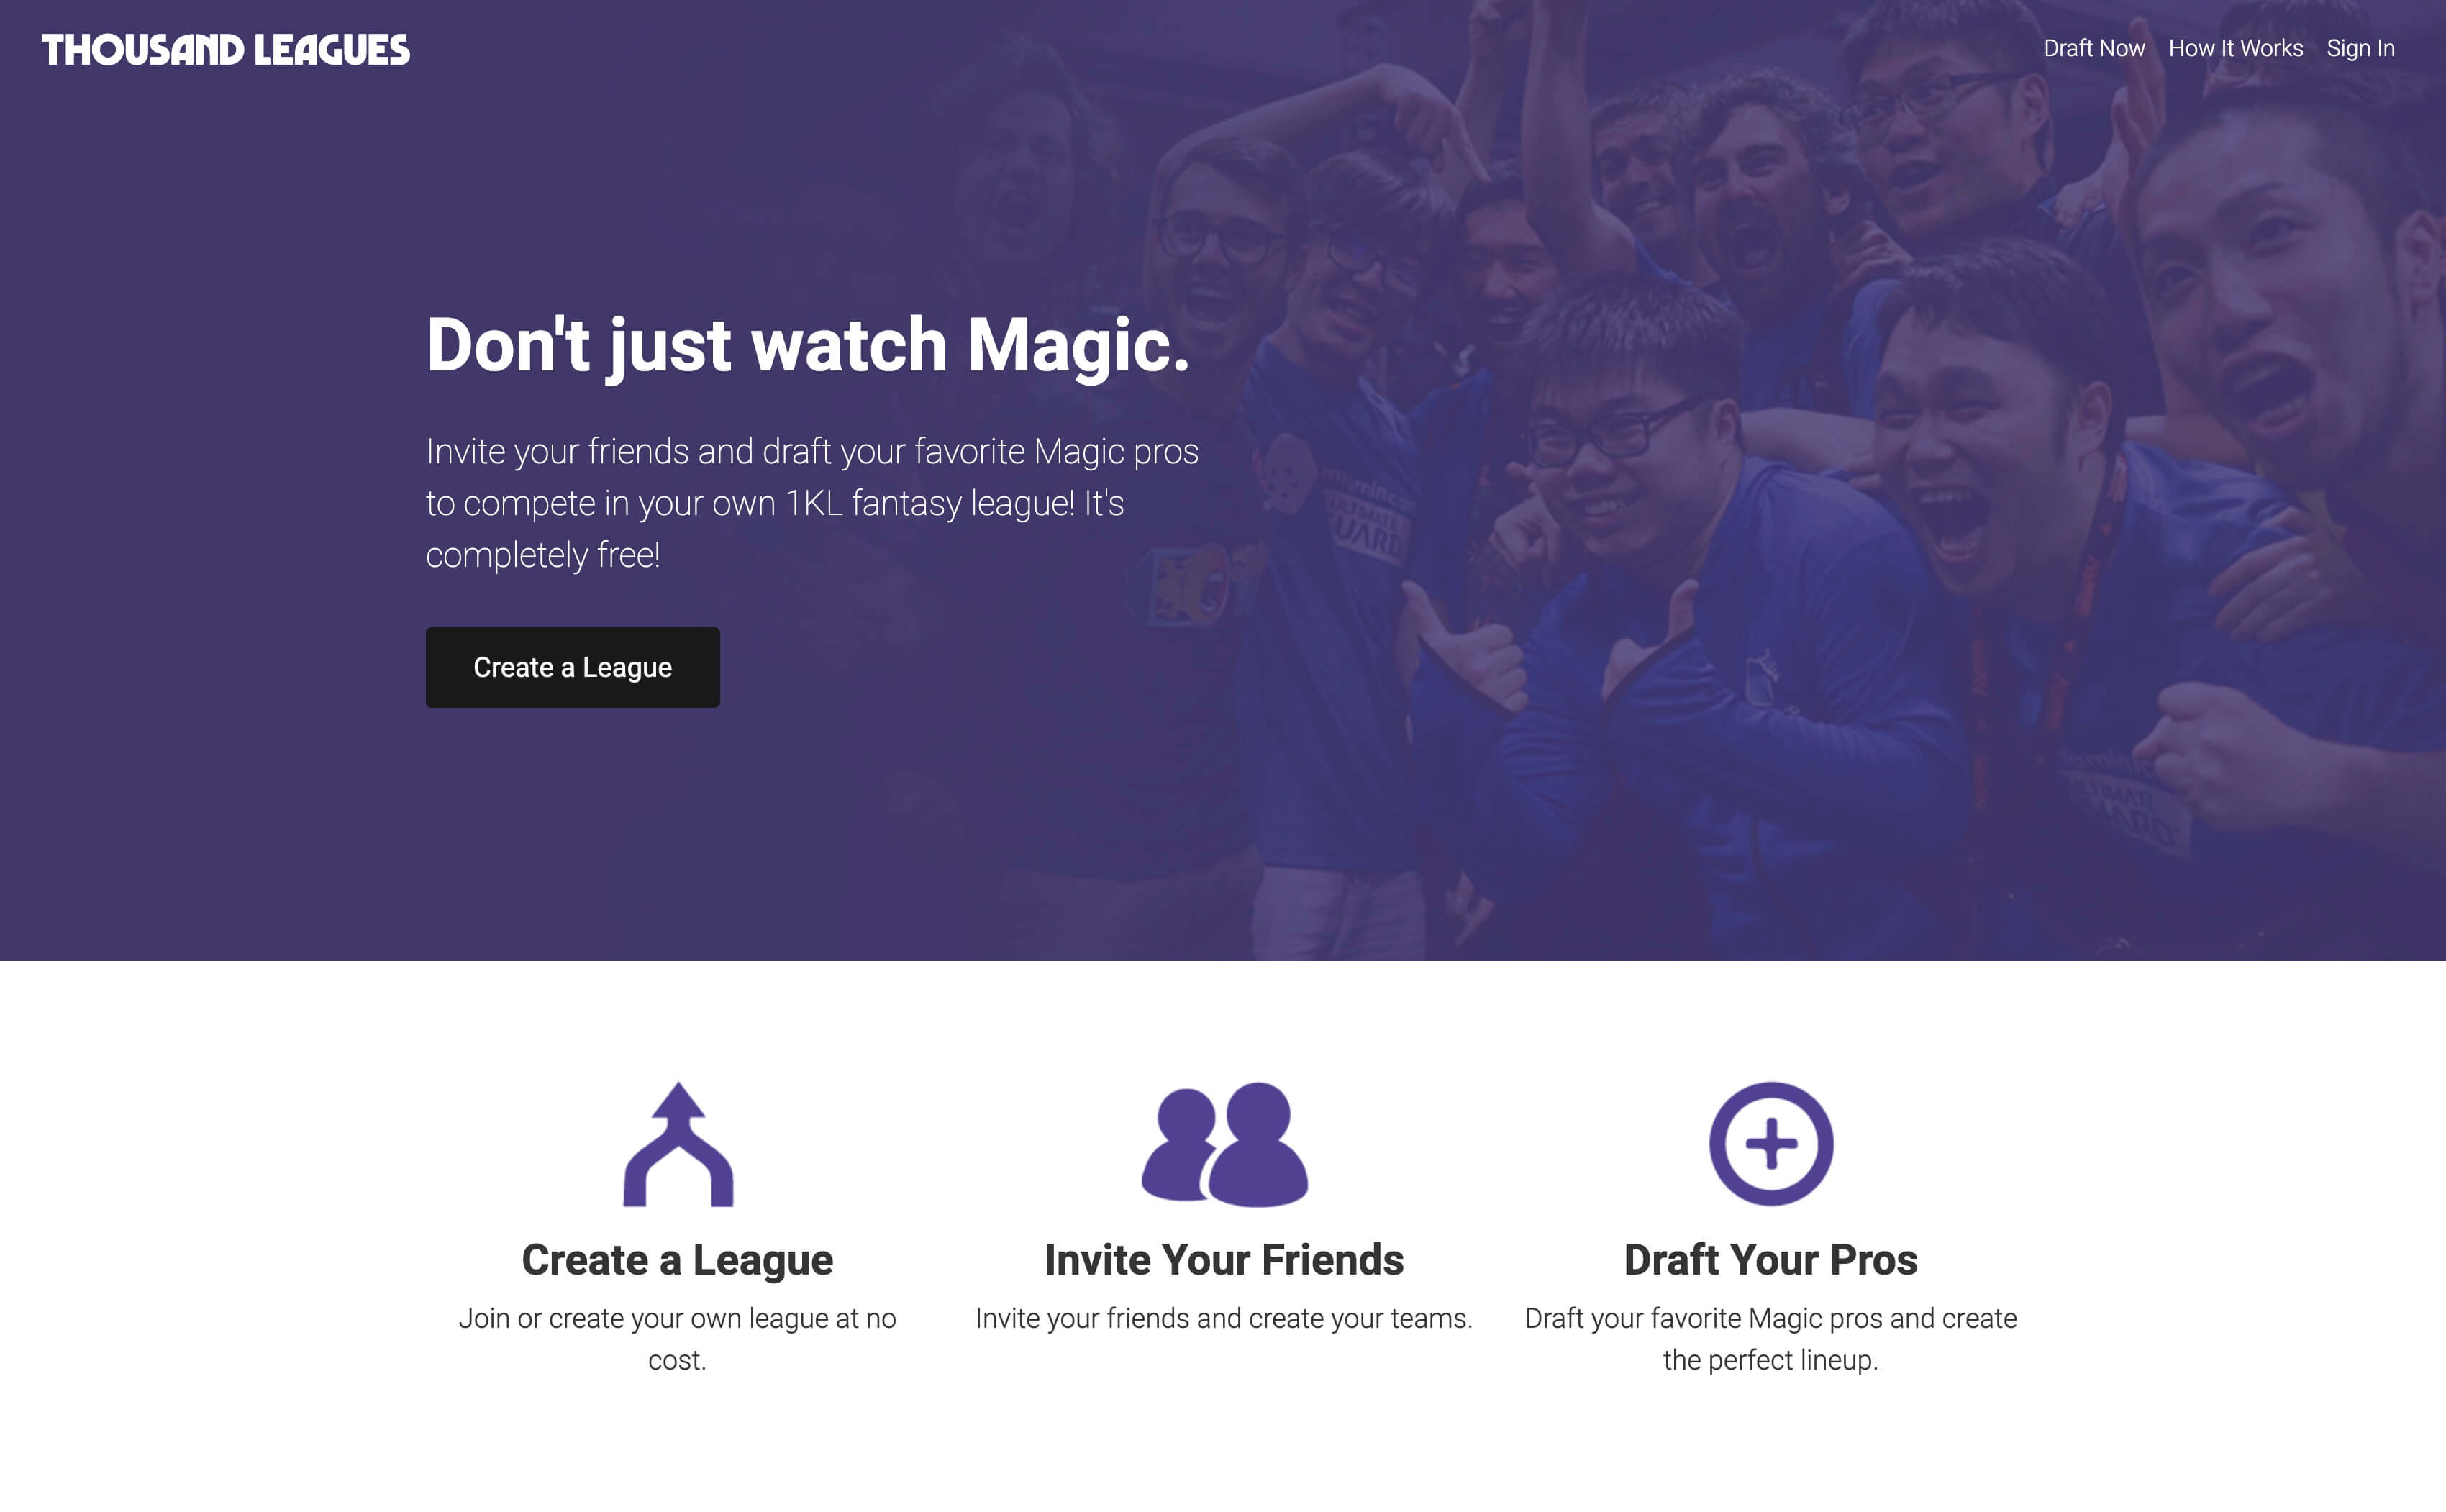 THOUSAND LEAGUES
Draft Now How It Works Sign In
Don't just watch Magic.
Invite your friends and draft your favorite Magic pros
to compete in your own 1KL fantasy league! It's
completely free!
ULTIMATE
Create a League
Create a League
Join or create your own league at no
cost.
Invite Your Friends
Invite your friends and create your teams.
Draft Your Pros
Draft your favorite Magic pros and create
the perfect lineup.